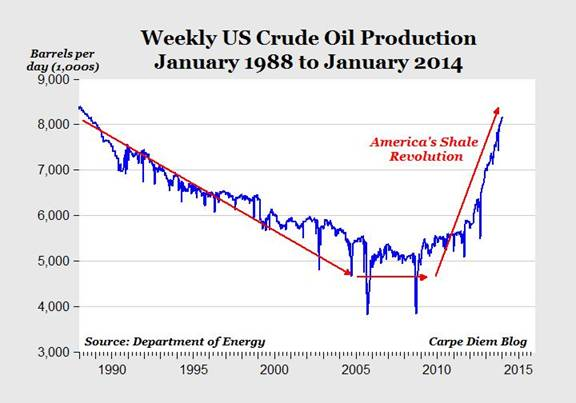 Weekly US Crude Oil Production
January 1988 to January 2014
Barrels per
day (1,000s)
9,000
8,000
7,000
6,000
5,000
4,000
3,000
America's Shale
Revolution
Source: Department of Energy
Carpe Diem Blog
1990
1995
2000
2005
2010
2015